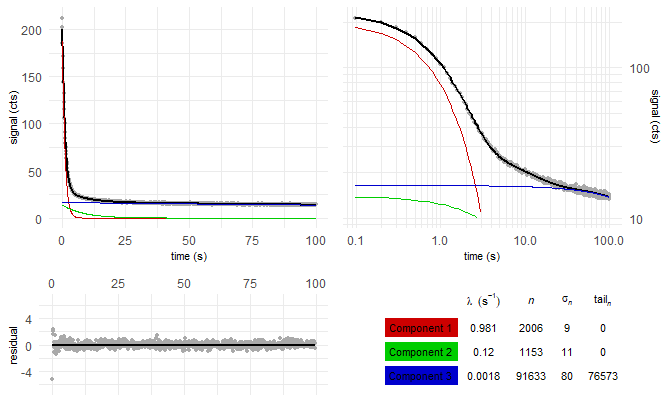 200
150
100
50
0
signal (cts)
0 25 50 75 100
time (s)
100
10
signal (cts)
0.1 1.0 10.0 100.0
time (s)
0 25 50 75 100
4
0
-4
residual
λ (s⁻¹) n σₙ tailₙ
Component 1 0.981 2006 9 0
Component 2 0.12 1153 11 0
Component 3 0.0018 91633 80 76573